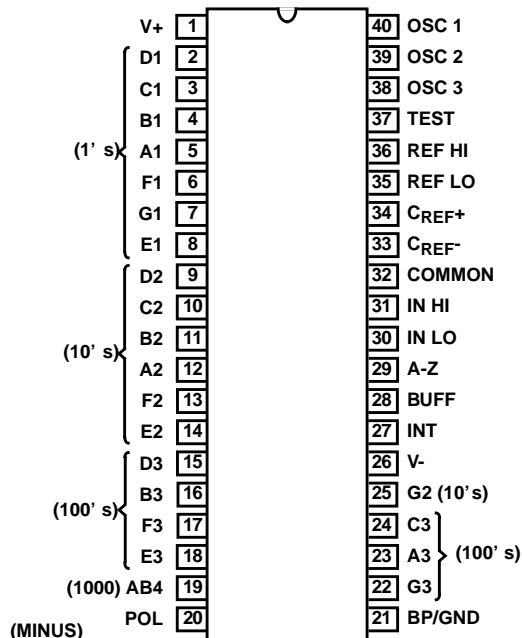 V+ 1 40 OSC 1
D1 2 39 OSC 2
C1 3 38 OSC 3
B1 4 37 TEST
(1' s) A1 5 36 REF HI
F1 6 35 REF LO
G1 7 34 CREF+
E1 8 33 CREF-
D2 9 32 COMMON
C2 10 31 IN HI
(10' s) B2 11 30 IN LO
A2 12 29 A-Z
F2 13 28 BUFF
E2 14 27 INT
D3 15 26 V-
B3 16 25 G2 (10's)
(100' s) F3 17 24 C3
E3 18 23 A3 (100' s)
(1000) AB4 19 22 G3
(MINUS) POL 20 21 BP/GND